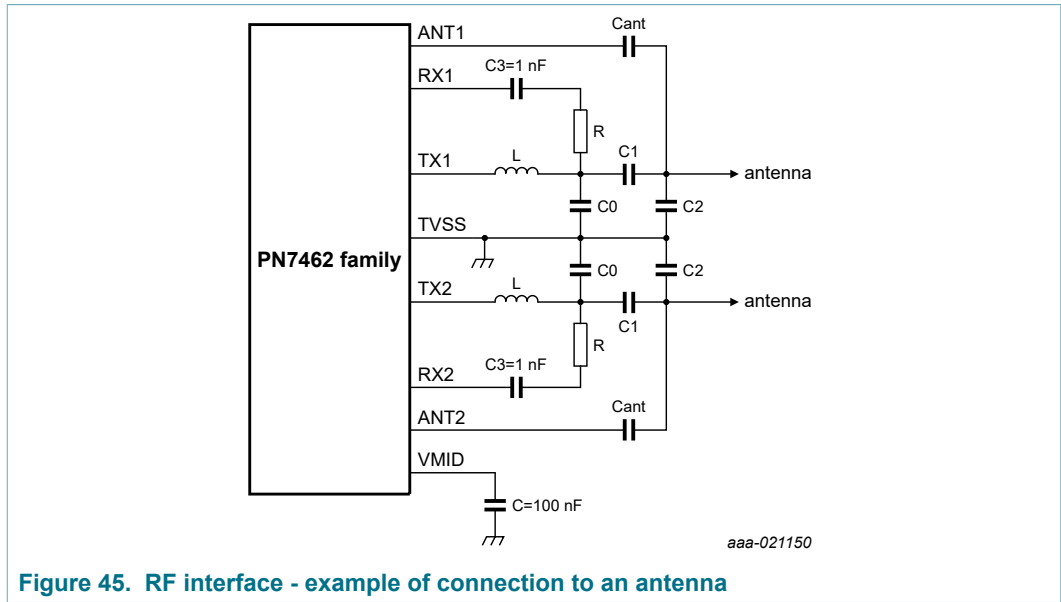 ANT1
Cant
RX1
C3=1 nF
R
TX1
L
C1
antenna
C0
C2
TVSS
PN7462 family
C0
C2
TX2
L
antenna
C1
R
RX2
C3=1 nF
Cant
ANT2
VMID
C=100 nF
aaa-021150
Figure 45. RF interface - example of connection to an antenna